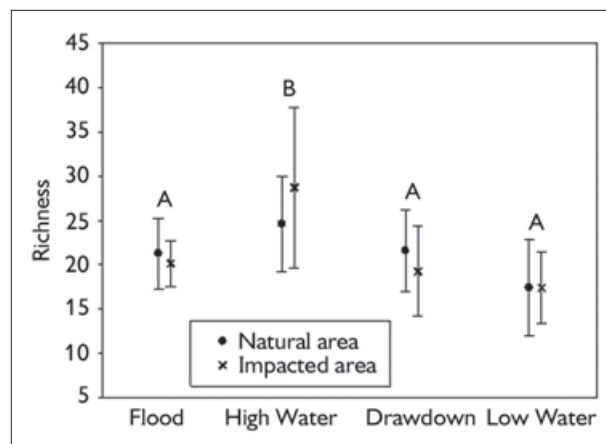 45
40
35
30
25
20
15
10
5
Richness
A
B
A
A
Natural area
Impacted area
Flood High Water Drawdown Low Water